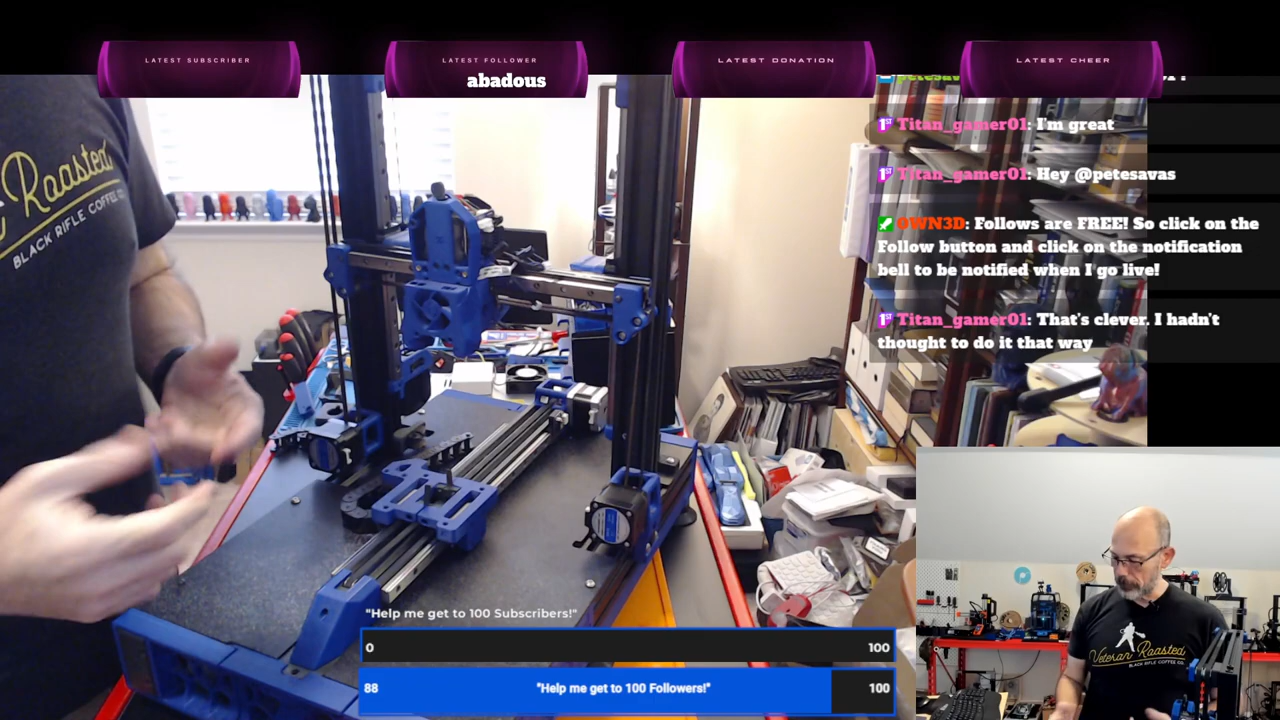 LATEST SUBSCRIBER
LATEST FOLLOWER
abadous
LATEST DONATION
LATEST CHEER
Titan_gamer01: I'm great
Titan_gamer01: Hey @petesavas
OWN3D: Follows are FREE! So click on the
Follow button and click on the notification
bell to be notified when I go live!
Titan_gamer01: That's clever. I hadn't
thought to do it that way
Roasted
BLACK RIFLE COFFEE
"Help me get to 100 Subscribers!"
0 100
88 "Help me get to 100 Followers!" 100
Veteran Roasted
BLACK RIFLE COFFEE CO.